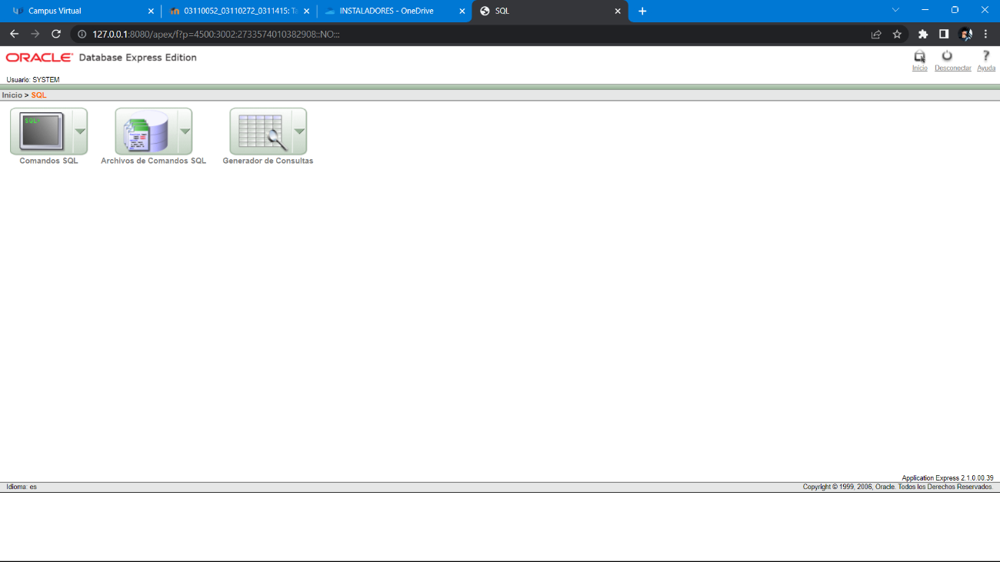 Campus Virtual
03110052_03110272_0311415: Ta
INSTALADORES - OneDrive
SQL
127.0.0.1:8080/apex/f?p=4500:3002:2733574010382908::NO:::
ORACLE Database Express Edition
Inicio Desconectar Ayuda
Usuario: SYSTEM
Inicio > SQL
SQL>
Comandos SQL
Archivos de Comandos SQL
Generador de Consultas
Application Express 2.1.0.00.39
Idioma: es
Copyright © 1999, 2006, Oracle. Todos los Derechos Reservados.